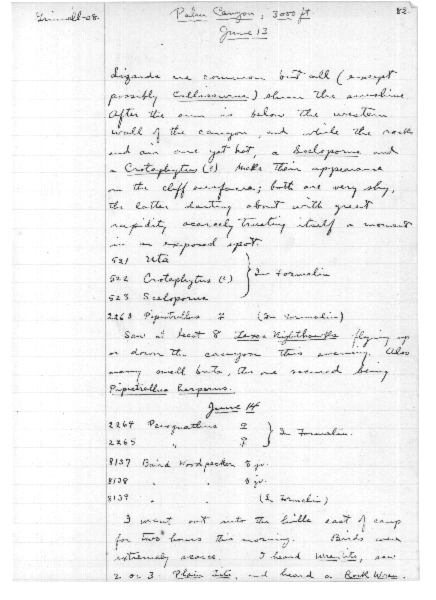 Grinnell-08.
Palm Canyon, 3000 ft
82
June 13
Lizards are common but all (except
possibly Callisaurus) shun the sunshine
After the sun is below the western
wall of the canyon, and while the rocks
and air are yet hot, a Sceloporus and
a Crotaphytus (?) make their appearance
on the cliff surfaces; both are very shy,
the latter darting about with great
rapidity scarcely trusting itself a moment
in an exposed spot.
521 Uta
522 Crotaphytus (?) } In Formalin
523 Sceloporus
2263 Pipistrellus ♀ (In Formalin)
Saw at least 8 Texas Nighthawks flying up
or down the canyon this evening. Also
many small bats, the one secured being
Pipistrellus hesperus.
June 14
2264 Perognathus ♀
2265 " ♀ } In Formalin.
8137 Baird Woodpecker ♂ jv.
8138 " " ♂ jv.
8139 " " (In Formalin)
I went out into the hills east of camp
for two hours this morning. Birds were
extremely scarce. I heard Wren-tits, saw
2 or 3 Plain tits, and heard a Rock Wren.